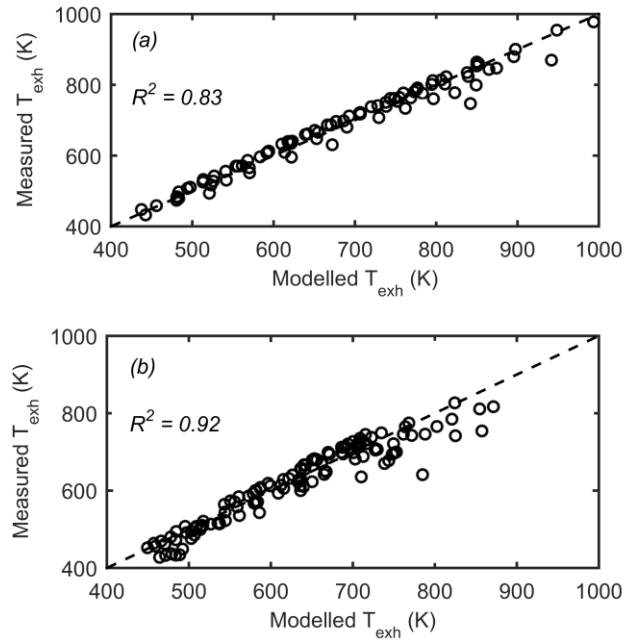 (a)
R² = 0.83
Measured T_exh (K)
1000
800
600
400
400 500 600 700 800 900 1000
Modelled T_exh (K)
(b)
R² = 0.92
Measured T_exh (K)
1000
800
600
400
400 500 600 700 800 900 1000
Modelled T_exh (K)